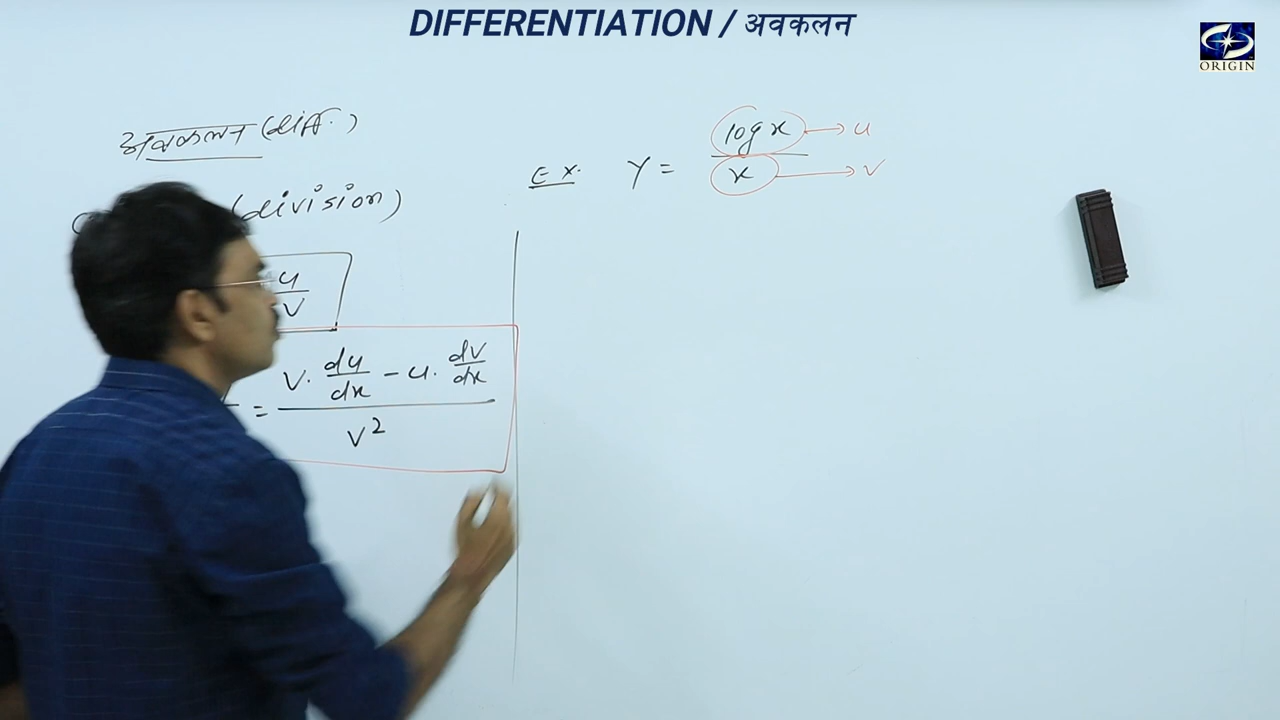 DIFFERENTIATION / अवकलन
ORIGIN
अवकलन (diff.)
(division)
u/v
= (v. du/dx - u. dv/dx) / v²
Ex. Y = log x / x
→ u
→ v